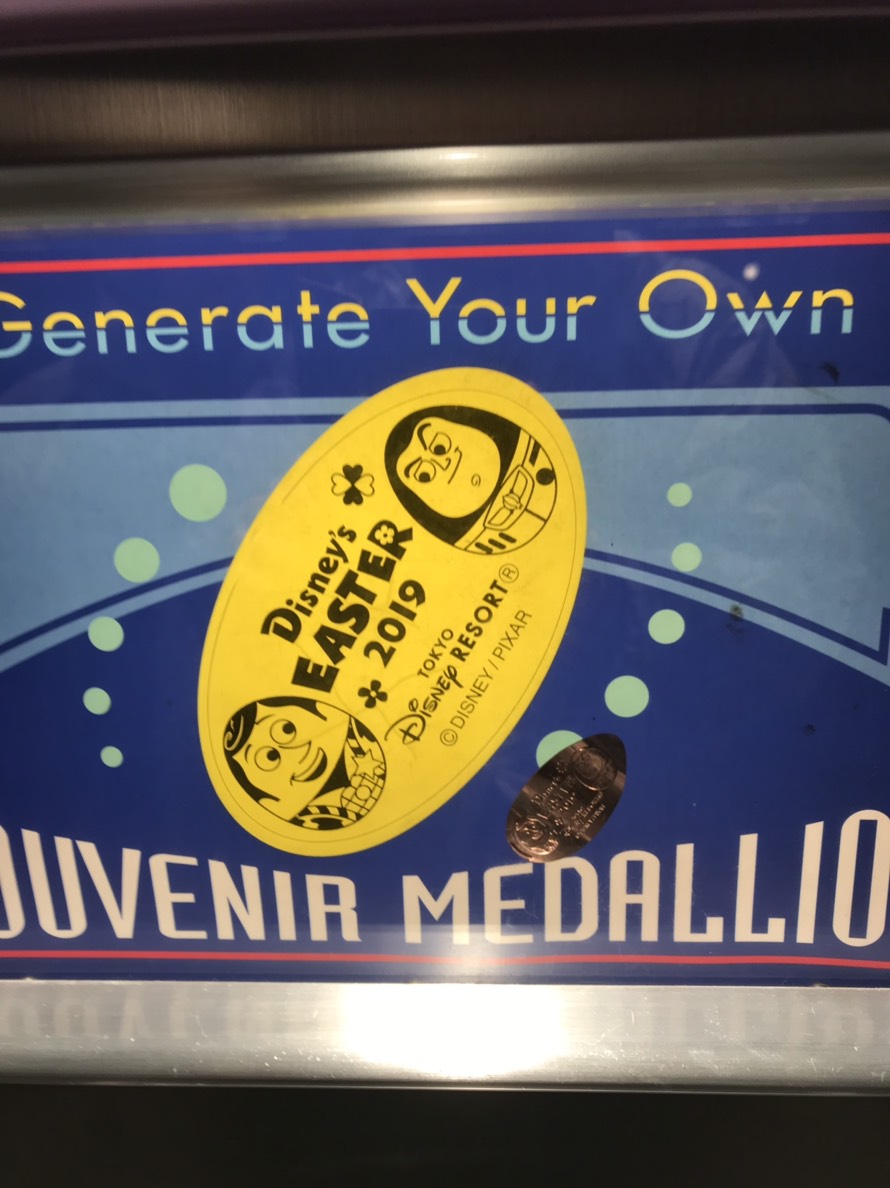 Generate Your Own
Disney's
EASTER
2019
TOKYO
DISNEY RESORT®
©DISNEY / PIXAR
OUVENIR MEDALLIO